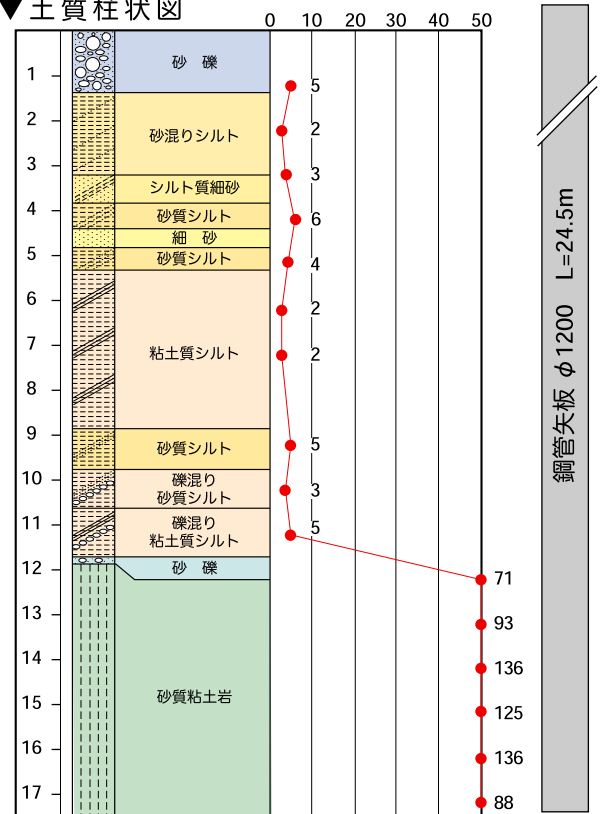 ▼土質柱状図
0 10 20 30 40 50
砂 礫
1
5
2
砂混りシルト
2
3
3
シルト質細砂
4
砂質シルト
6
細 砂
5
砂質シルト
4
6
2
7
粘土質シルト
2
8
9
砂質シルト
5
10
礫混り
砂質シルト
3
11
礫混り
粘土質シルト
5
12
砂 礫
71
13
93
14
136
15
砂質粘土岩
125
16
136
17
88
鋼管矢板 φ1200 L=24.5m